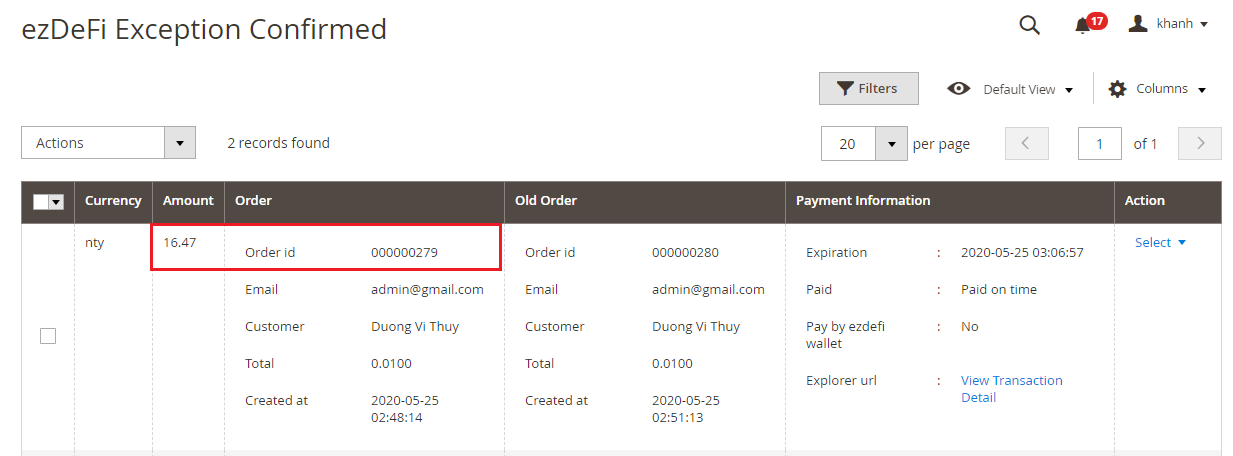 ezDeFi Exception Confirmed
17
khanh
Filters
Default View
Columns
Actions
2 records found
20
per page
1
of 1
Currency Amount Order Old Order Payment Information Action
nty 16.47 Order id 000000279 Order id 000000280 Expiration : 2020-05-25 03:06:57 Select
Email admin@gmail.com Email admin@gmail.com Paid : Paid on time
Customer Duong Vi Thuy Customer Duong Vi Thuy Pay by ezdefi : No
wallet
Total 0.0100 Total 0.0100
Explorer url : View Transaction
Detail
Created at 2020-05-25 Created at 2020-05-25
02:48:14 02:51:13